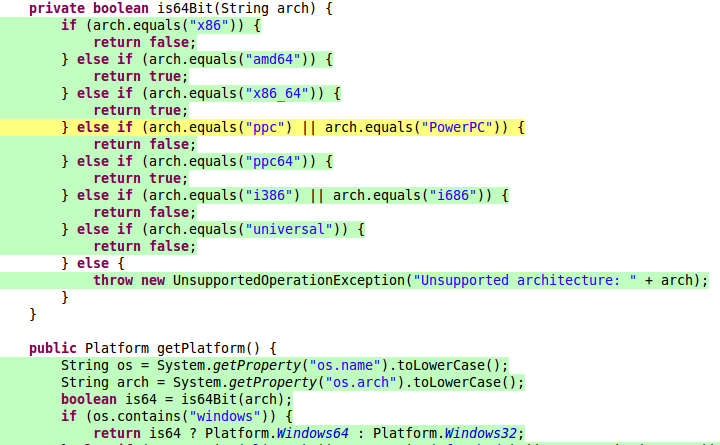 private boolean is64Bit(String arch) {
if (arch.equals("x86")) {
return false;
} else if (arch.equals("amd64")) {
return true;
} else if (arch.equals("x86_64")) {
return true;
} else if (arch.equals("ppc") || arch.equals("PowerPC")) {
return false;
} else if (arch.equals("ppc64")) {
return true;
} else if (arch.equals("i386") || arch.equals("i686")) {
return false;
} else if (arch.equals("universal")) {
return false;
} else {
throw new UnsupportedOperationException("Unsupported architecture: " + arch);
}
}
public Platform getPlatform() {
String os = System.getProperty("os.name").toLowerCase();
String arch = System.getProperty("os.arch").toLowerCase();
boolean is64 = is64Bit(arch);
if (os.contains("windows")) {
return is64 ? Platform.Windows64 : Platform.Windows32;